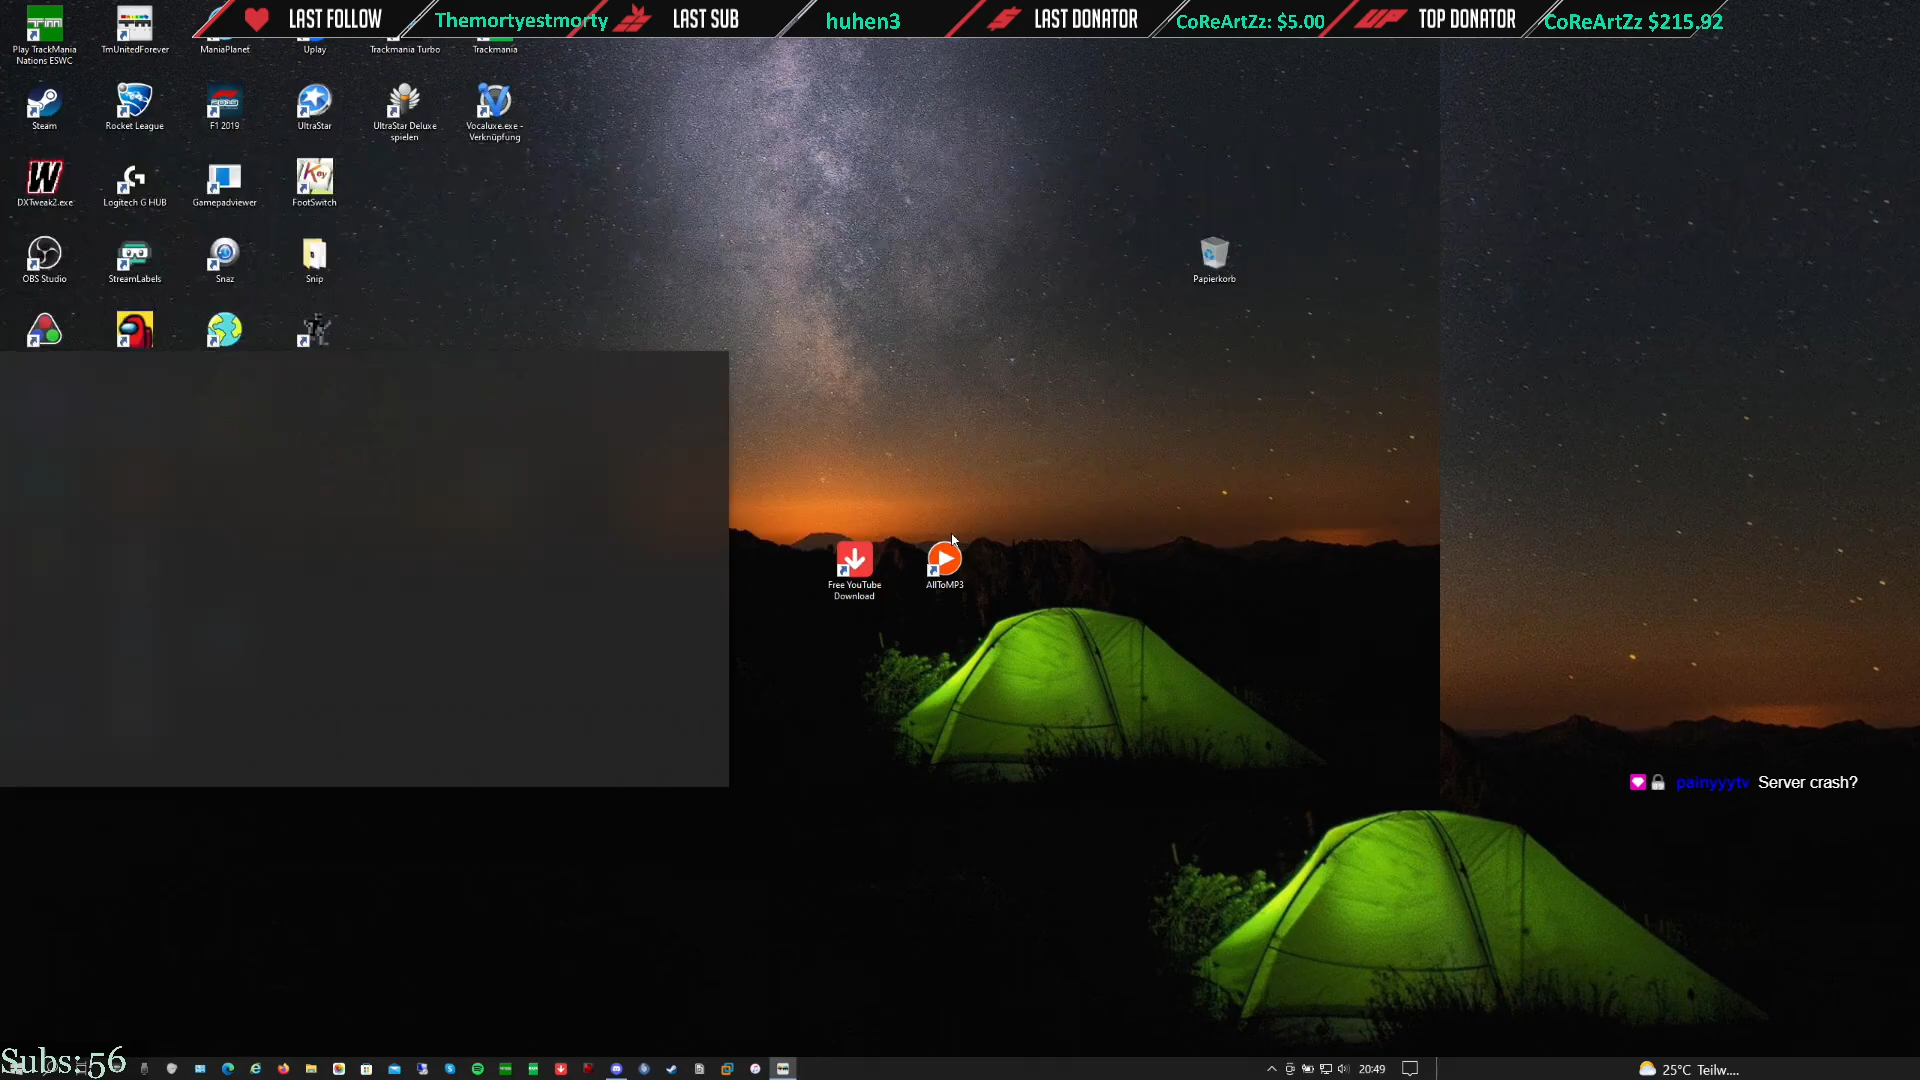 LAST FOLLOW Themortyestmorty LAST SUB huhen3 LAST DONATOR CoReArtZz: $5.00 TOP DONATOR CoReArtZz $215.92
Play TrackMania Nations ESWC
TmUnitedForever
ManiaPlanet
Uplay
Trackmania Turbo
Trackmania
Steam
Rocket League
F1 2019
UltraStar
UltraStar Deluxe spielen
Vocaluxe.exe - Verknüpfung
DXTweak2.exe
Logitech G HUB
Gamepadviewer
FootSwitch
OBS Studio
StreamLabels
Snaz
Snip
Papierkorb
Free YouTube Download
AllToMP3
painyyytv Server crash?
Subs: 56
20:49
25°C Teilw....